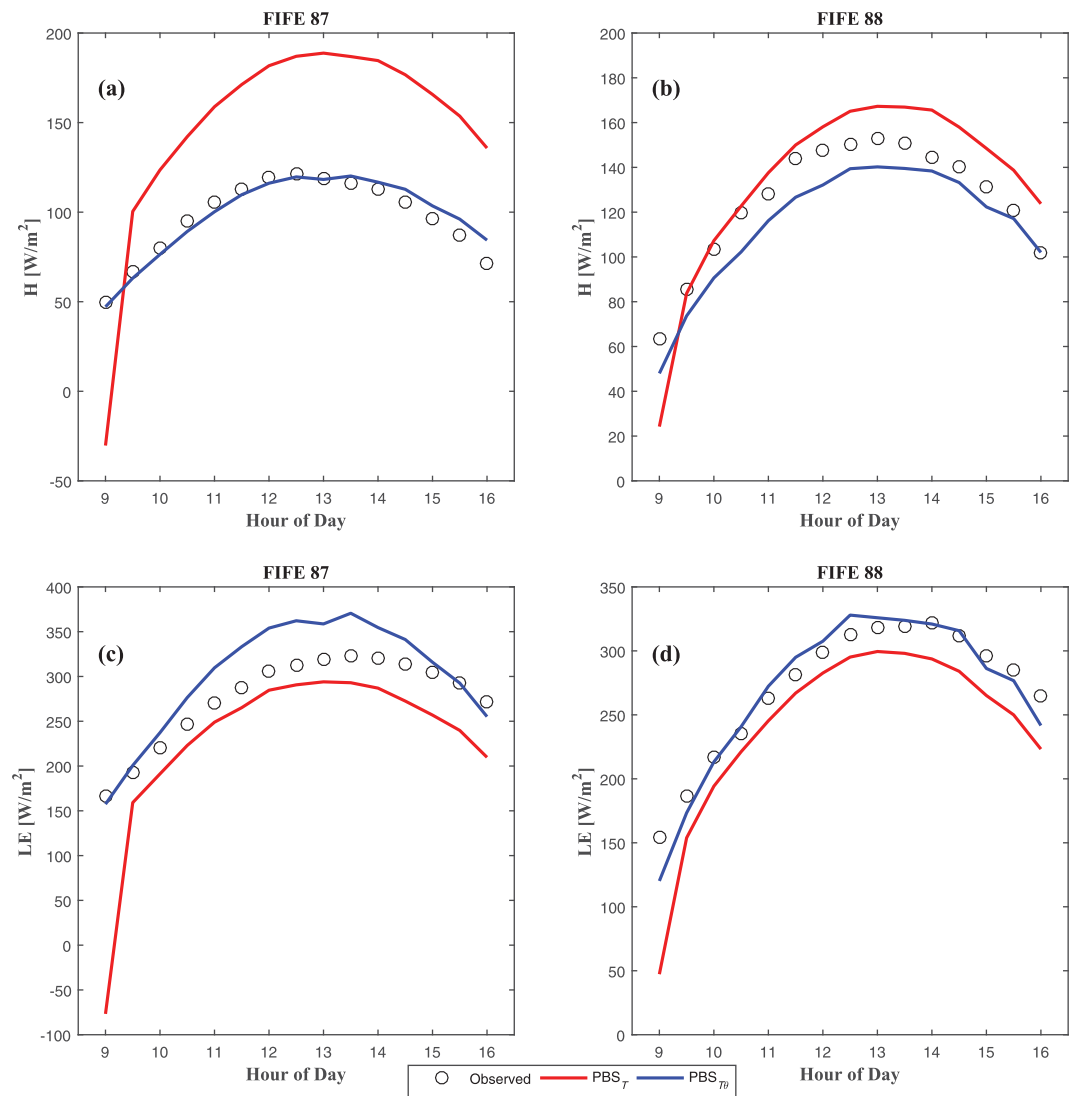 FIFE 87
200
150
100
50
0
-50
H [W/m²]
(a)
9 10 11 12 13 14 15 16
Hour of Day
FIFE 88
200
180
160
140
120
100
80
60
40
20
0
H [W/m²]
(b)
9 10 11 12 13 14 15 16
Hour of Day
FIFE 87
400
350
300
250
200
150
100
50
0
-50
-100
LE [W/m²]
(c)
9 10 11 12 13 14 15 16
Hour of Day
FIFE 88
350
300
250
200
150
100
50
0
LE [W/m²]
(d)
9 10 11 12 13 14 15 16
Hour of Day
Observed PBS_T PBS_Tθ